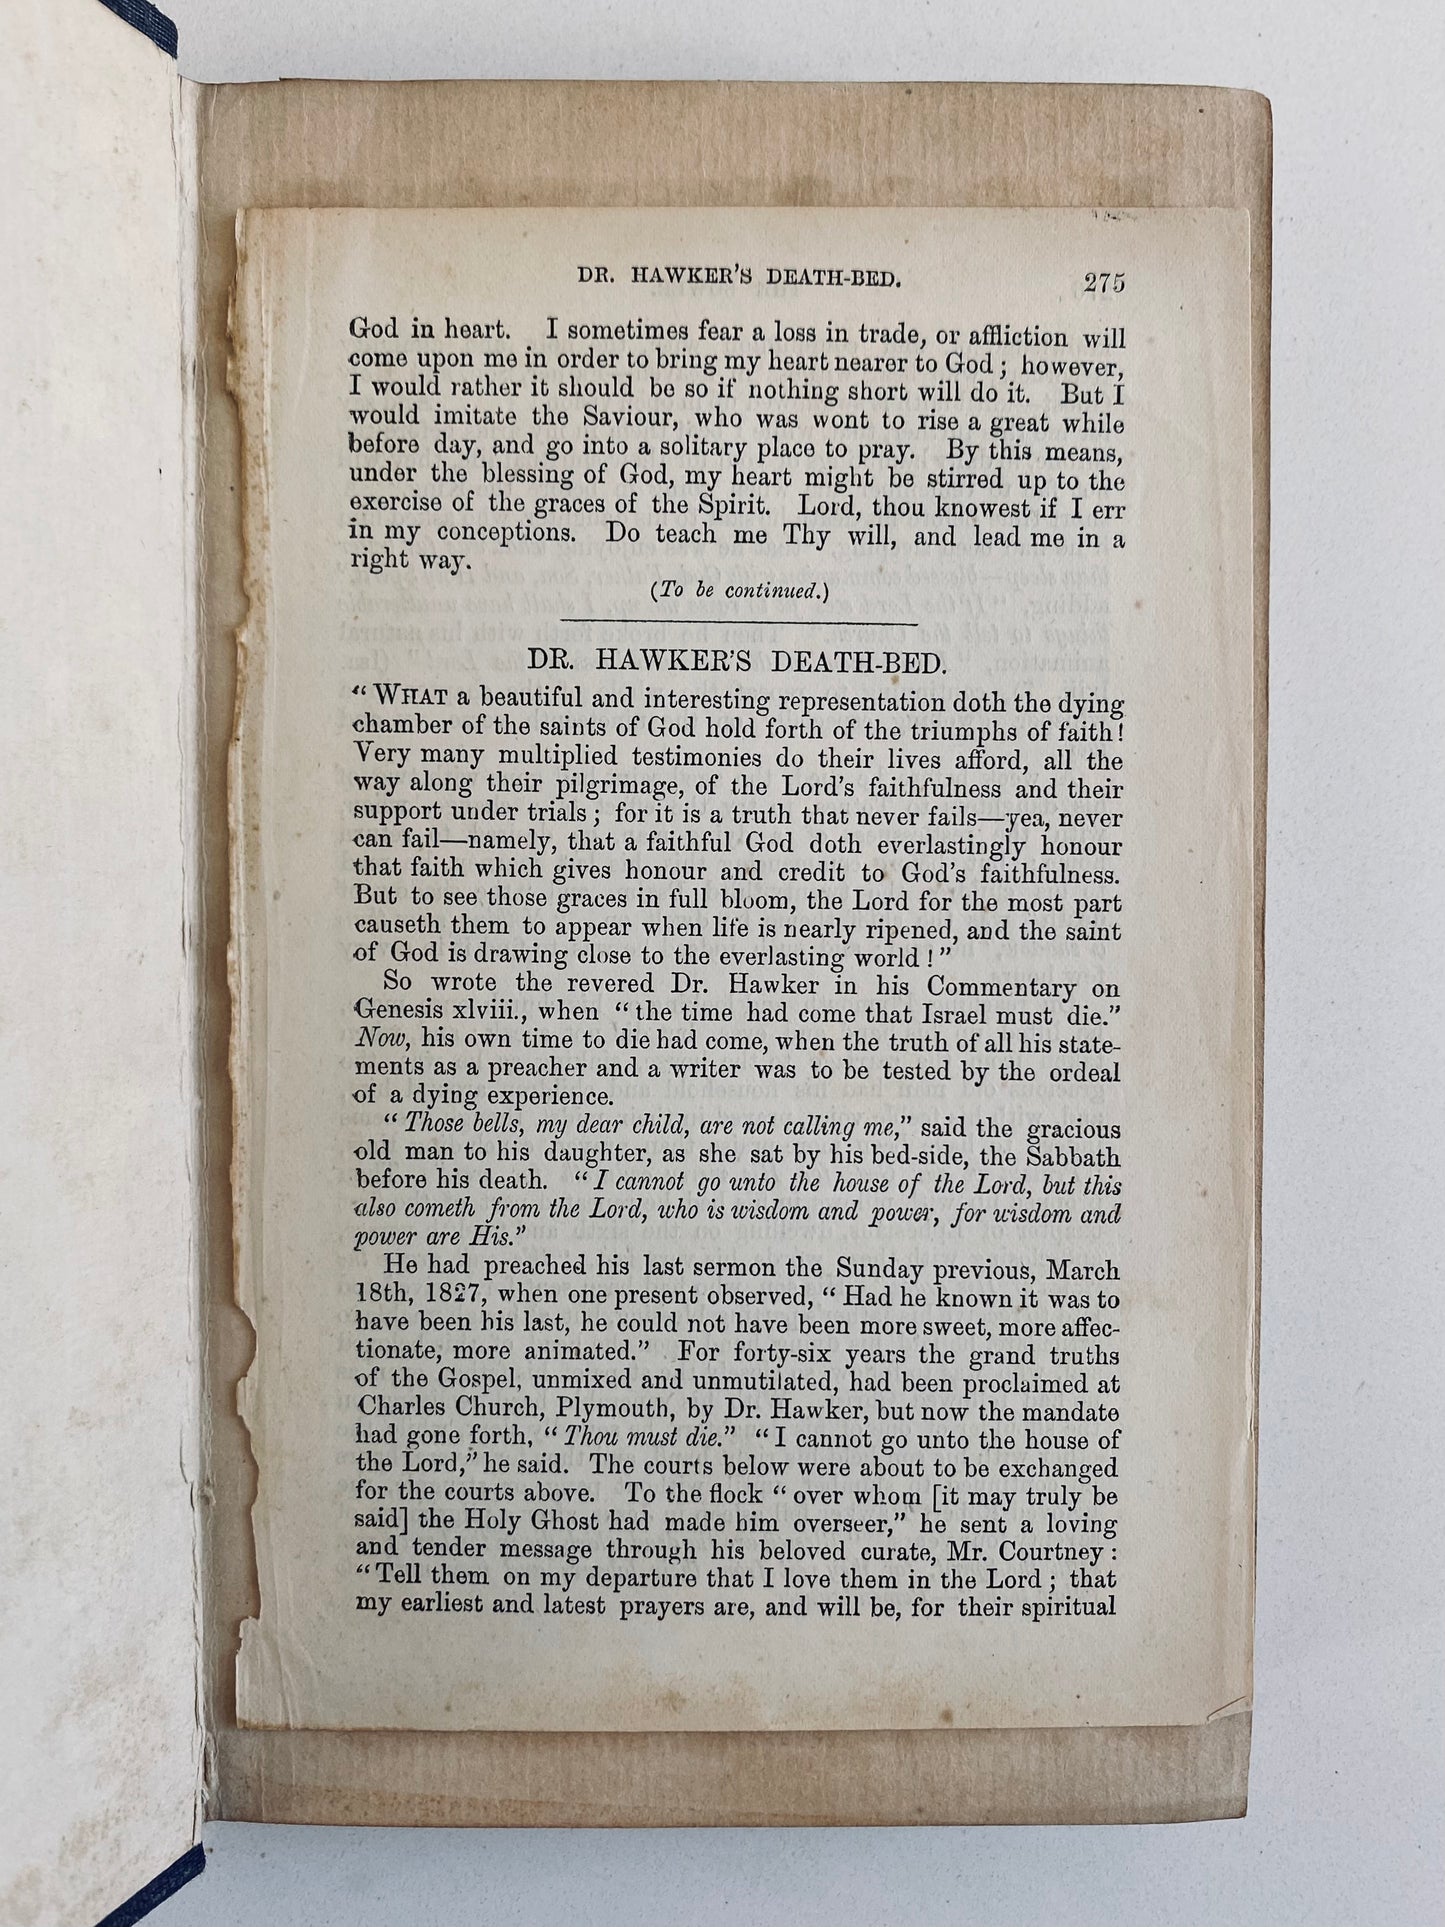 DR. HAWKER'S DEATH-BED.
275
God in heart. I sometimes fear a loss in trade, or affliction will
come upon me in order to bring my heart nearer to God; however,
I would rather it should be so if nothing short will do it. But I
would imitate the Saviour, who was wont to rise a great while
before day, and go into a solitary place to pray. By this means,
under the blessing of God, my heart might be stirred up to the
exercise of the graces of the Spirit. Lord, thou knowest if I err
in my conceptions. Do teach me Thy will, and lead me in a
right way.
(To be continued.)
DR. HAWKER'S DEATH-BED.
"WHAT a beautiful and interesting representation doth the dying
chamber of the saints of God hold forth of the triumphs of faith!
Very many multiplied testimonies do their lives afford, all the
way along their pilgrimage, of the Lord's faithfulness and their
support under trials; for it is a truth that never fails—yea, never
can fail—namely, that a faithful God doth everlastingly honour
that faith which gives honour and credit to God's faithfulness.
But to see those graces in full bloom, the Lord for the most part
causeth them to appear when life is nearly ripened, and the saint
of God is drawing close to the everlasting world!"
So wrote the revered Dr. Hawker in his Commentary on
Genesis xlviii., when "the time had come that Israel must die."
Now, his own time to die had come, when the truth of all his state-
ments as a preacher and a writer was to be tested by the ordeal
of a dying experience.
"Those bells, my dear child, are not calling me," said the gracious
old man to his daughter, as she sat by his bed-side, the Sabbath
before his death. "I cannot go unto the house of the Lord, but this
also cometh from the Lord, who is wisdom and power, for wisdom and
power are His."
He had preached his last sermon the Sunday previous, March
18th, 1827, when one present observed, "Had he known it was to
have been his last, he could not have been more sweet, more affec-
tionate, more animated." For forty-six years the grand truths
of the Gospel, unmixed and unmutilated, had been proclaimed at
Charles Church, Plymouth, by Dr. Hawker, but now the mandate
had gone forth, "Thou must die." "I cannot go unto the house of
the Lord," he said. The courts below were about to be exchanged
for the courts above. To the flock "over whom [it may truly be
said] the Holy Ghost had made him overseer," he sent a loving
and tender message through his beloved curate, Mr. Courtney:
"Tell them on my departure that I love them in the Lord; that
my earliest and latest prayers are, and will be, for their spiritual